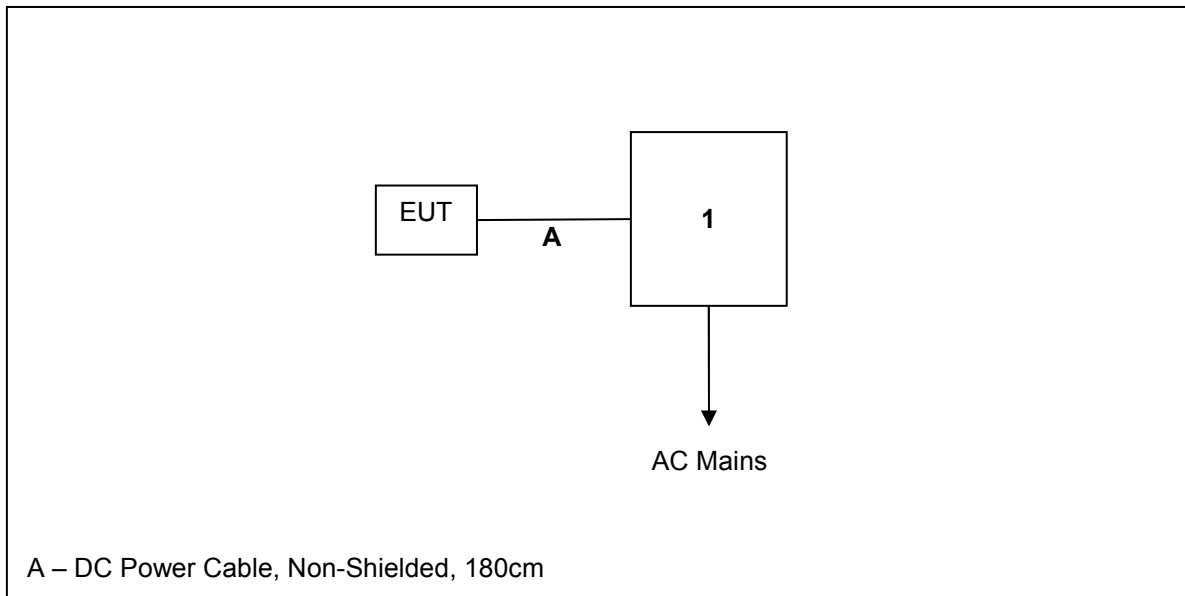 EUT
1
A
AC Mains
A – DC Power Cable, Non-Shielded, 180cm